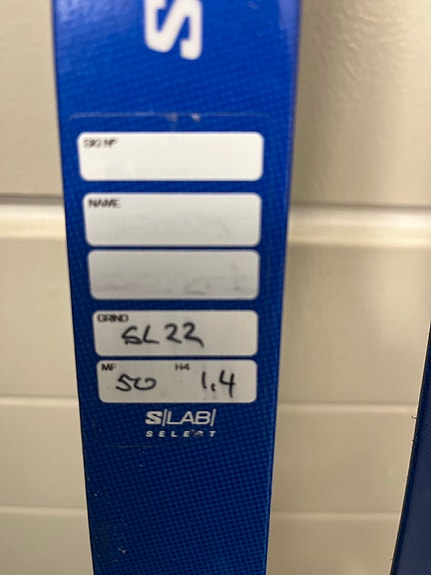 S
SKI Nº
NAME
GRIND
SL22
MF H4
50 1.4
S/LAB/
SELECT